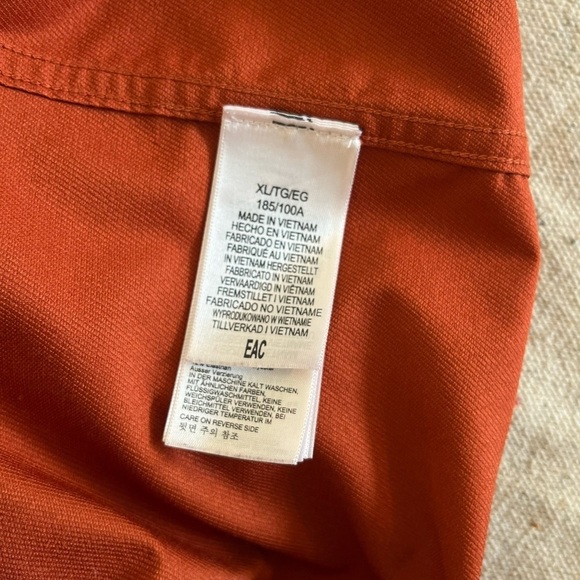 XL/TG/EG
185/100A
MADE IN VIETNAM
HECHO EN VIETNAM
FABRICADO EN VIETNAM
FABRIQUÉ AU VIETNAM
IN VIETNAM HERGESTELLT
FABBRICATO IN VIETNAM
VERVAARDIGD IN VIËTNAM
FREMSTILLET I VIETNAM
FABRICADO NO VIETNAME
WYPRODUKOWANO W WIETNAMIE
TILLVERKAD I VIETNAM
EAC
Ausser Verzierung
IN DER MASCHINE KALT WASCHEN,
MIT ÄHNLICHEN FARBEN,
FLÜSSIGWASCHMITTEL, KEINE
WEICHSPÜLER VERWENDEN, KEINE
BLEICHMITTEL VERWENDEN, BEI
NIEDRIGER TEMPERATUR IM
CARE ON REVERSE SIDE
뒷면 주의 참조